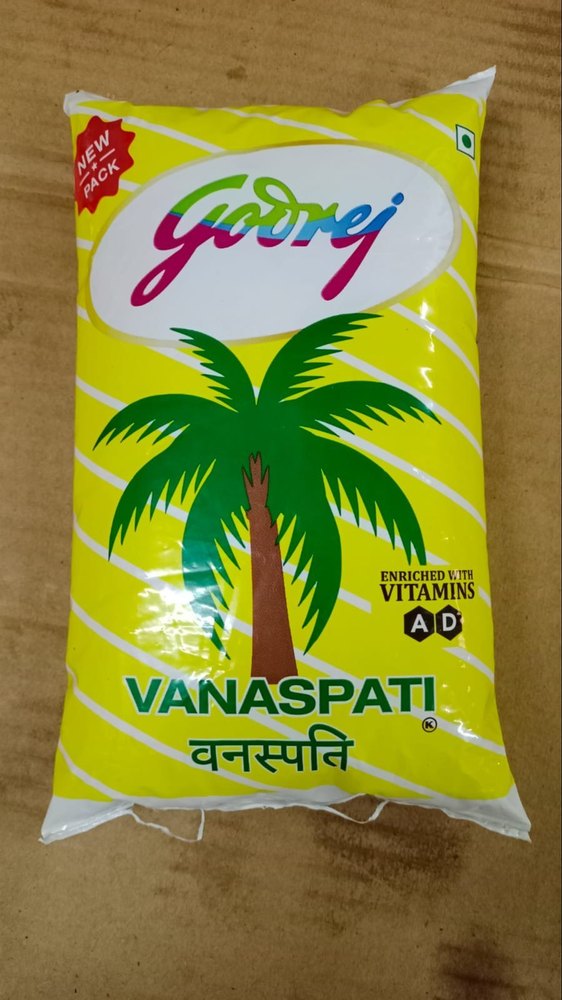 NEW
PACK
Godrej
ENRICHED WITH
VITAMINS
A D
VANASPATI
K
वनस्पति